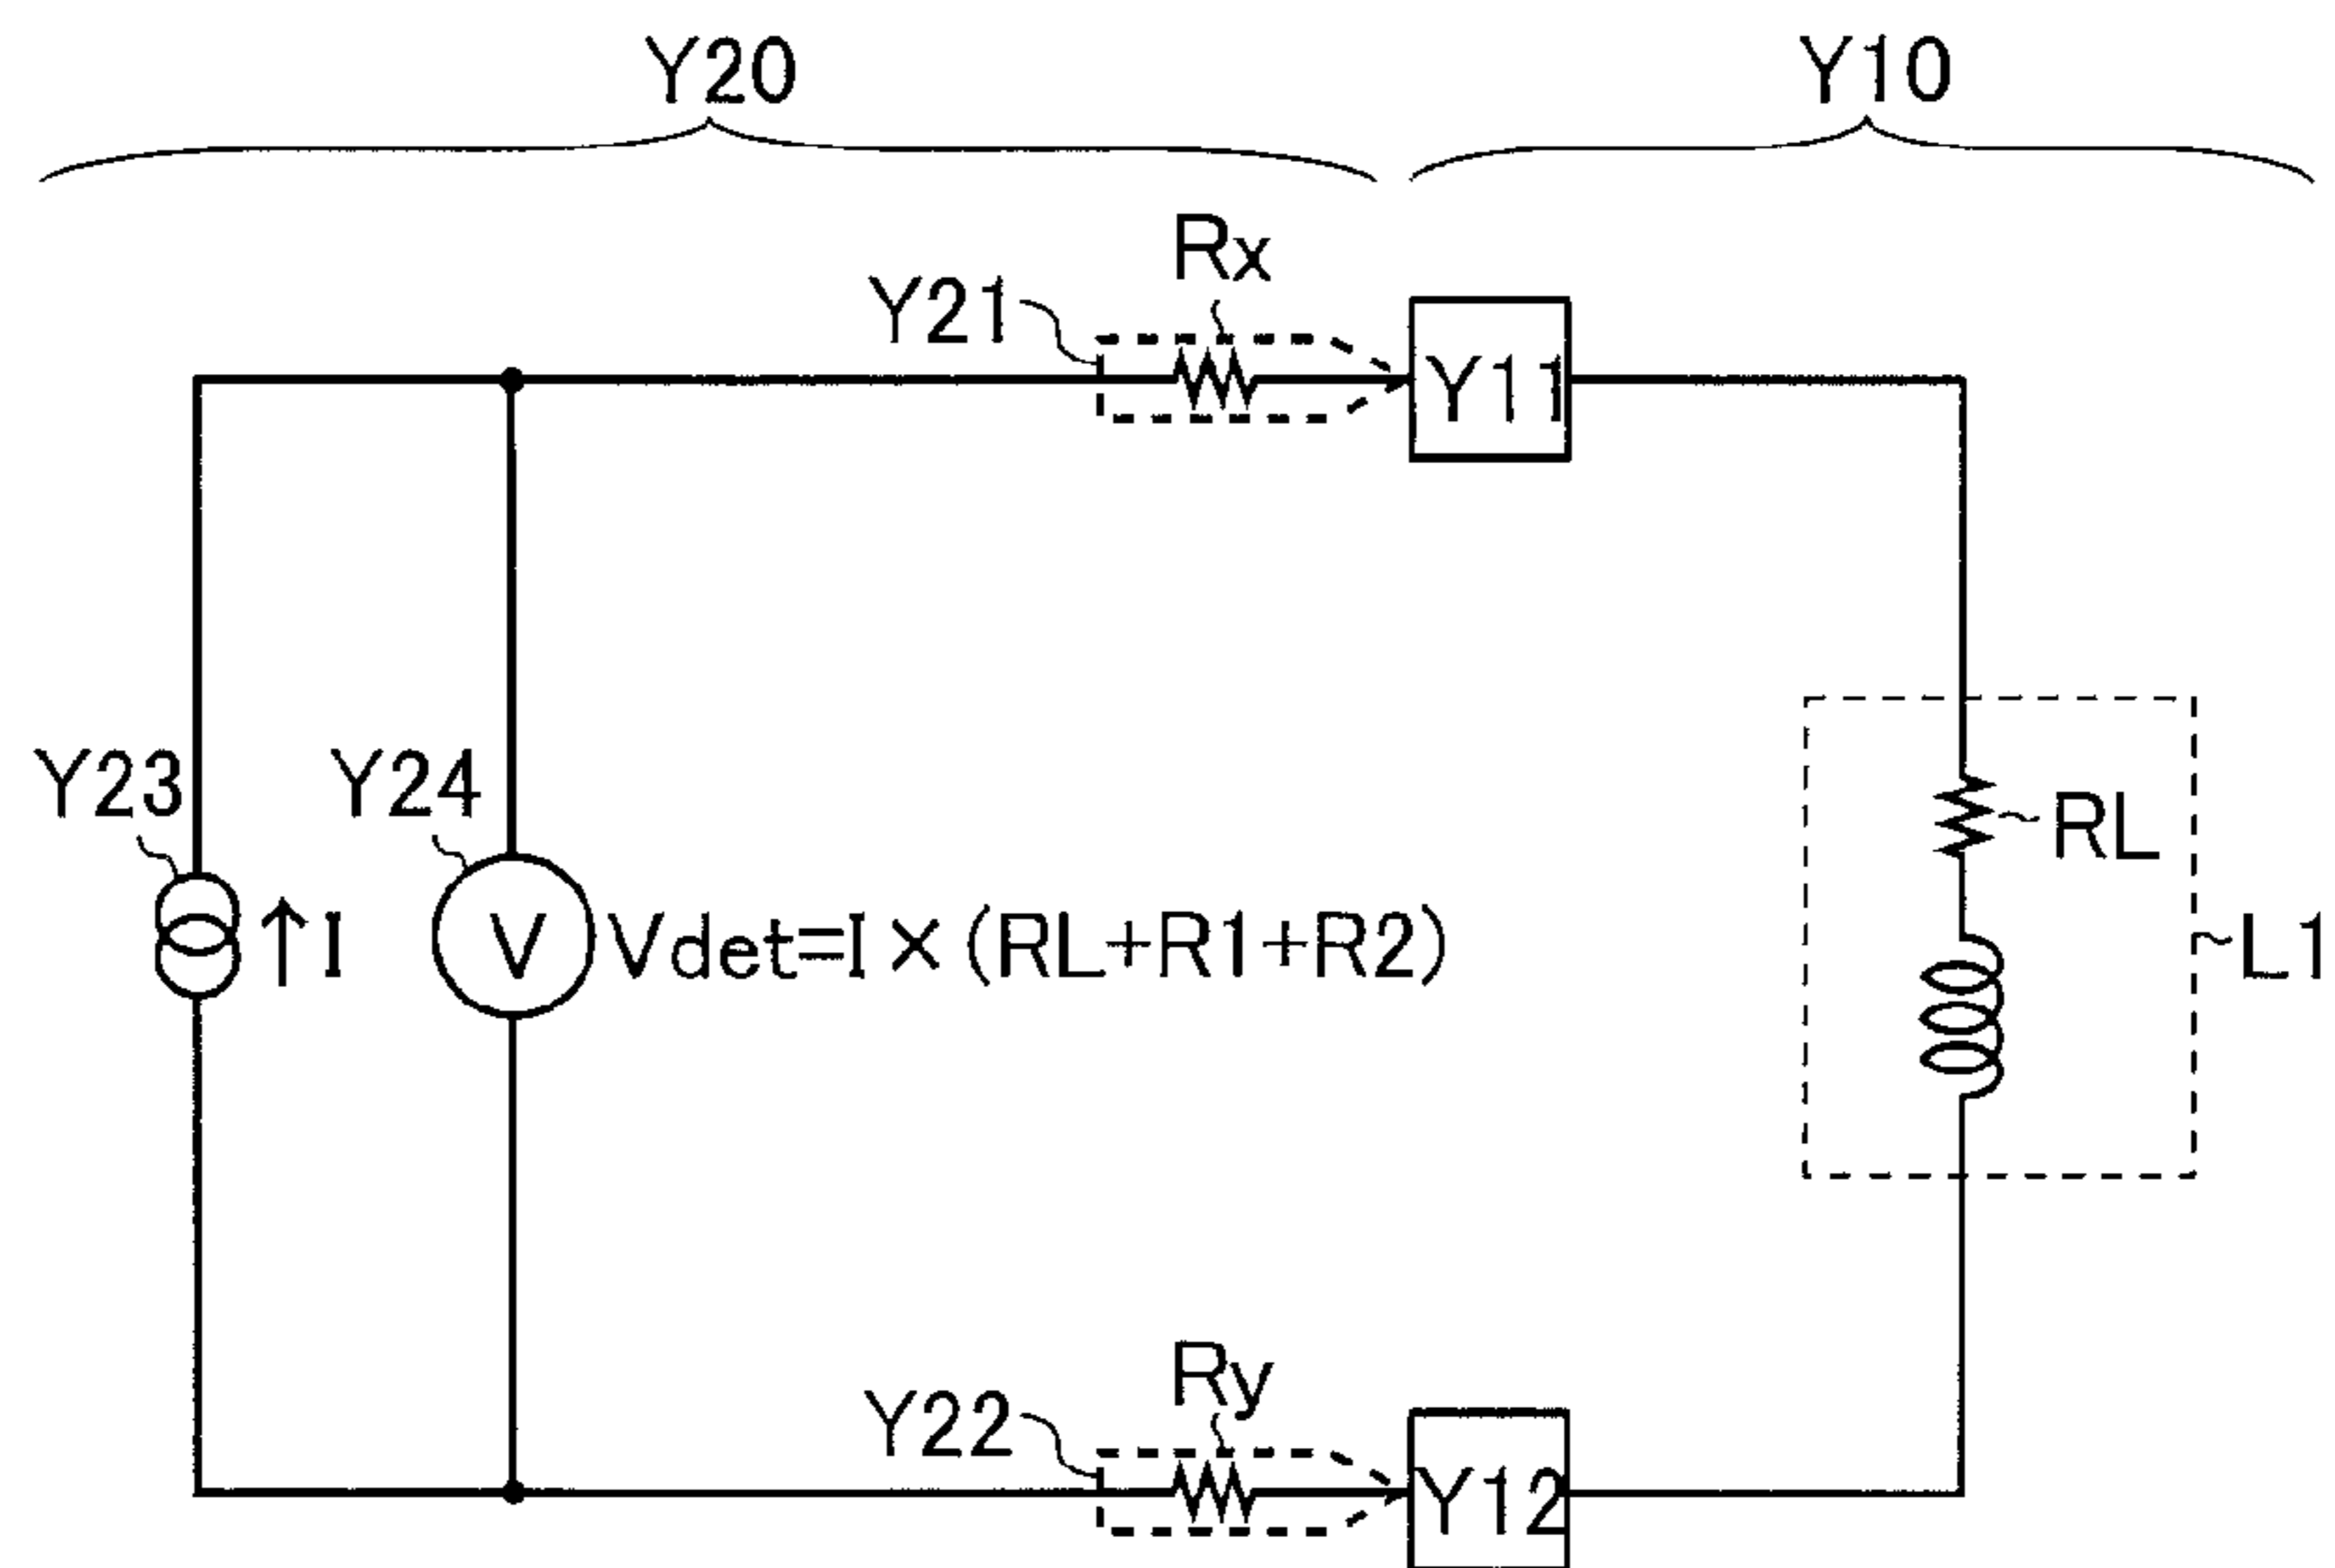 Y20
Y10
Rx
Y21
Y11
Y23
Y24
RL
↑I
V
Vdet=I×(RL+R1+R2)
L1
Ry
Y22
Y12